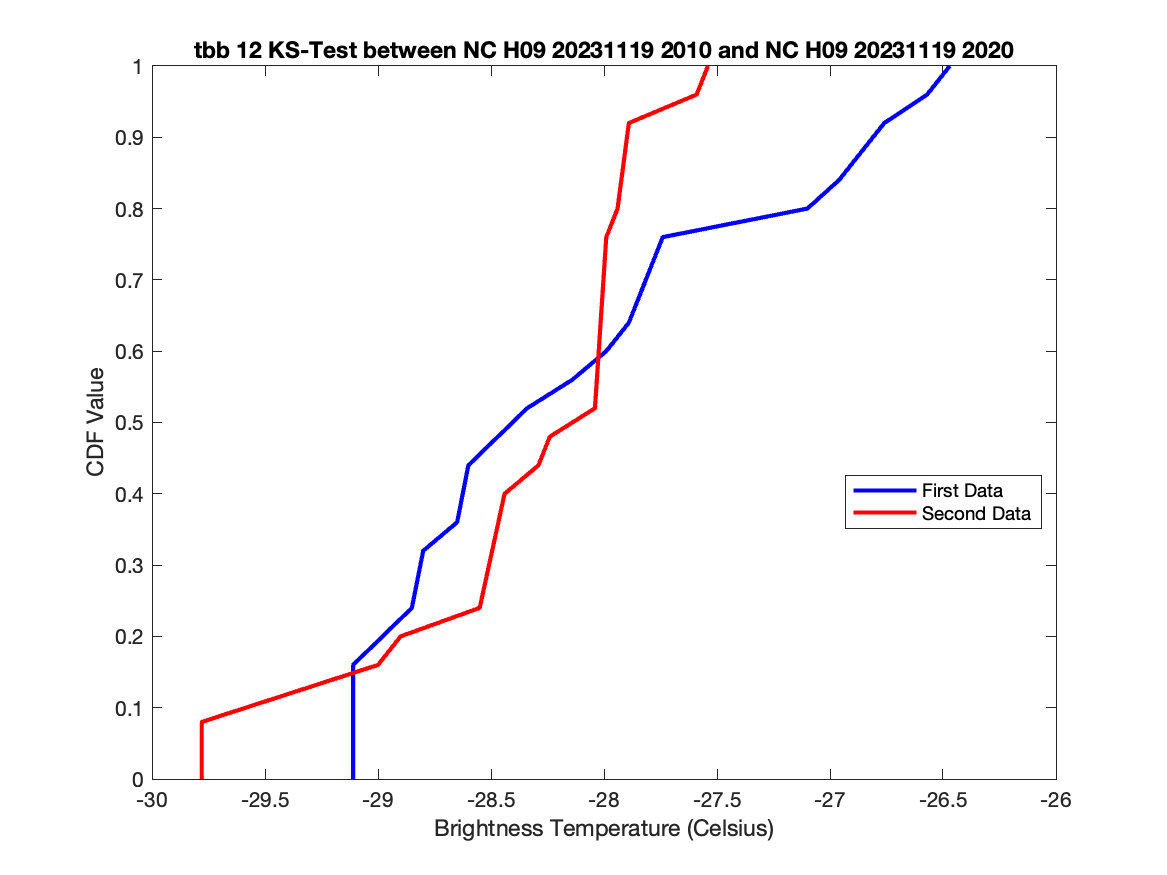 tbb 12 KS-Test between NC H09 20231119 2010 and NC H09 20231119 2020
1
0.9
0.8
0.7
0.6
0.5
0.4
0.3
0.2
0.1
0
CDF Value
First Data
Second Data
-30 -29.5 -29 -28.5 -28 -27.5 -27 -26.5 -26
Brightness Temperature (Celsius)